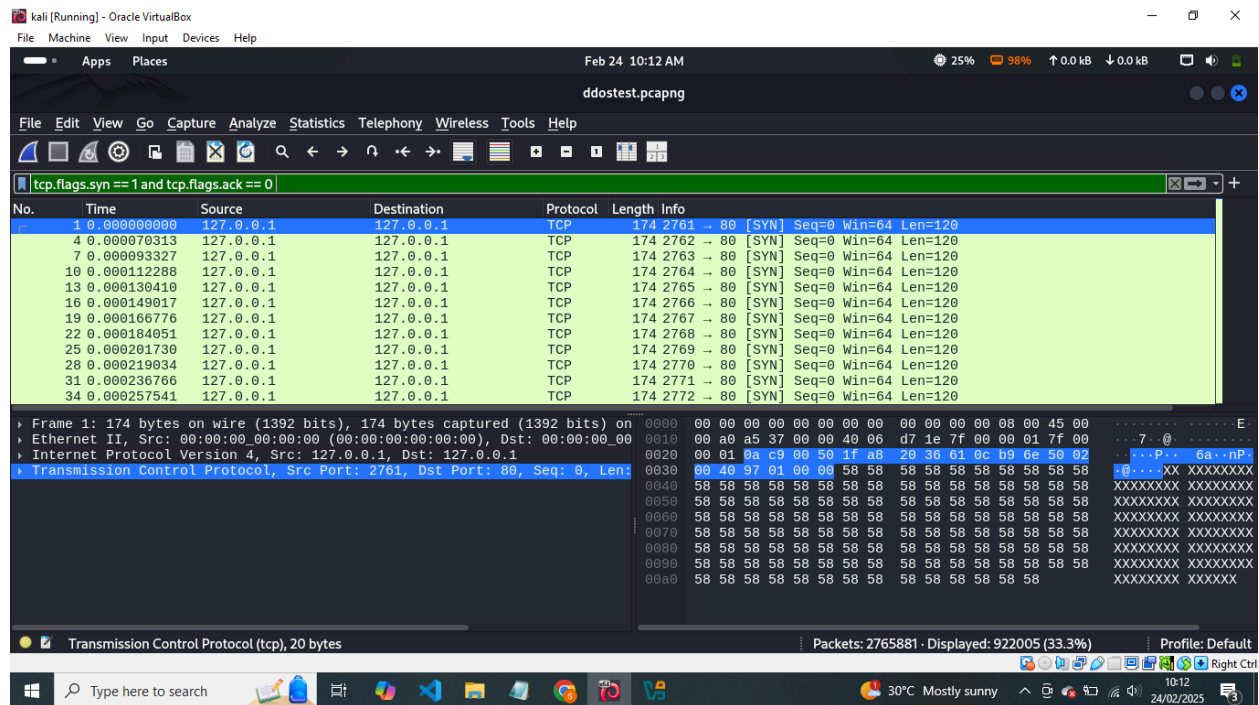 kali [Running] - Oracle VirtualBox
File Machine View Input Devices Help
Apps Places Feb 24 10:12 AM 25% 98% ↑ 0.0 kB ↓ 0.0 kB
ddostest.pcapng
File Edit View Go Capture Analyze Statistics Telephony Wireless Tools Help
tcp.flags.syn == 1 and tcp.flags.ack == 0
No. Time Source Destination Protocol Length Info
1 0.000000000 127.0.0.1 127.0.0.1 TCP 174 2761 → 80 [SYN] Seq=0 Win=64 Len=120
4 0.000070313 127.0.0.1 127.0.0.1 TCP 174 2762 → 80 [SYN] Seq=0 Win=64 Len=120
7 0.000093327 127.0.0.1 127.0.0.1 TCP 174 2763 → 80 [SYN] Seq=0 Win=64 Len=120
10 0.000112288 127.0.0.1 127.0.0.1 TCP 174 2764 → 80 [SYN] Seq=0 Win=64 Len=120
13 0.000130410 127.0.0.1 127.0.0.1 TCP 174 2765 → 80 [SYN] Seq=0 Win=64 Len=120
16 0.000149017 127.0.0.1 127.0.0.1 TCP 174 2766 → 80 [SYN] Seq=0 Win=64 Len=120
19 0.000166776 127.0.0.1 127.0.0.1 TCP 174 2767 → 80 [SYN] Seq=0 Win=64 Len=120
22 0.000184051 127.0.0.1 127.0.0.1 TCP 174 2768 → 80 [SYN] Seq=0 Win=64 Len=120
25 0.000201730 127.0.0.1 127.0.0.1 TCP 174 2769 → 80 [SYN] Seq=0 Win=64 Len=120
28 0.000219034 127.0.0.1 127.0.0.1 TCP 174 2770 → 80 [SYN] Seq=0 Win=64 Len=120
31 0.000236766 127.0.0.1 127.0.0.1 TCP 174 2771 → 80 [SYN] Seq=0 Win=64 Len=120
34 0.000257541 127.0.0.1 127.0.0.1 TCP 174 2772 → 80 [SYN] Seq=0 Win=64 Len=120
Frame 1: 174 bytes on wire (1392 bits), 174 bytes captured (1392 bits) on
Ethernet II, Src: 00:00:00_00:00:00 (00:00:00:00:00:00), Dst: 00:00:00_00
Internet Protocol Version 4, Src: 127.0.0.1, Dst: 127.0.0.1
Transmission Control Protocol, Src Port: 2761, Dst Port: 80, Seq: 0, Len:
0000 00 00 00 00 00 00 00 00 00 00 00 00 08 00 45 00 ··············E·
0010 00 a0 a5 37 00 00 40 06 d7 1e 7f 00 00 01 7f 00 ···7··@·········
0020 00 01 0a c9 00 50 1f a8 20 36 61 0c b9 6e 50 02 ·····P·· 6a··nP·
0030 00 40 97 01 00 00 58 58 58 58 58 58 58 58 58 58 ·@····XX XXXXXXXX
0040 58 58 58 58 58 58 58 58 58 58 58 58 58 58 58 58 XXXXXXXX XXXXXXXX
0050 58 58 58 58 58 58 58 58 58 58 58 58 58 58 58 58 XXXXXXXX XXXXXXXX
0060 58 58 58 58 58 58 58 58 58 58 58 58 58 58 58 58 XXXXXXXX XXXXXXXX
0070 58 58 58 58 58 58 58 58 58 58 58 58 58 58 58 58 XXXXXXXX XXXXXXXX
0080 58 58 58 58 58 58 58 58 58 58 58 58 58 58 58 58 XXXXXXXX XXXXXXXX
0090 58 58 58 58 58 58 58 58 58 58 58 58 58 58 58 58 XXXXXXXX XXXXXXXX
00a0 58 58 58 58 58 58 58 58 58 58 58 58 58 58 XXXXXXXX XXXXXX
Transmission Control Protocol (tcp), 20 bytes Packets: 2765881 · Displayed: 922005 (33.3%) Profile: Default
Right Ctrl
Type here to search 30°C Mostly sunny 10:12
24/02/2025 3